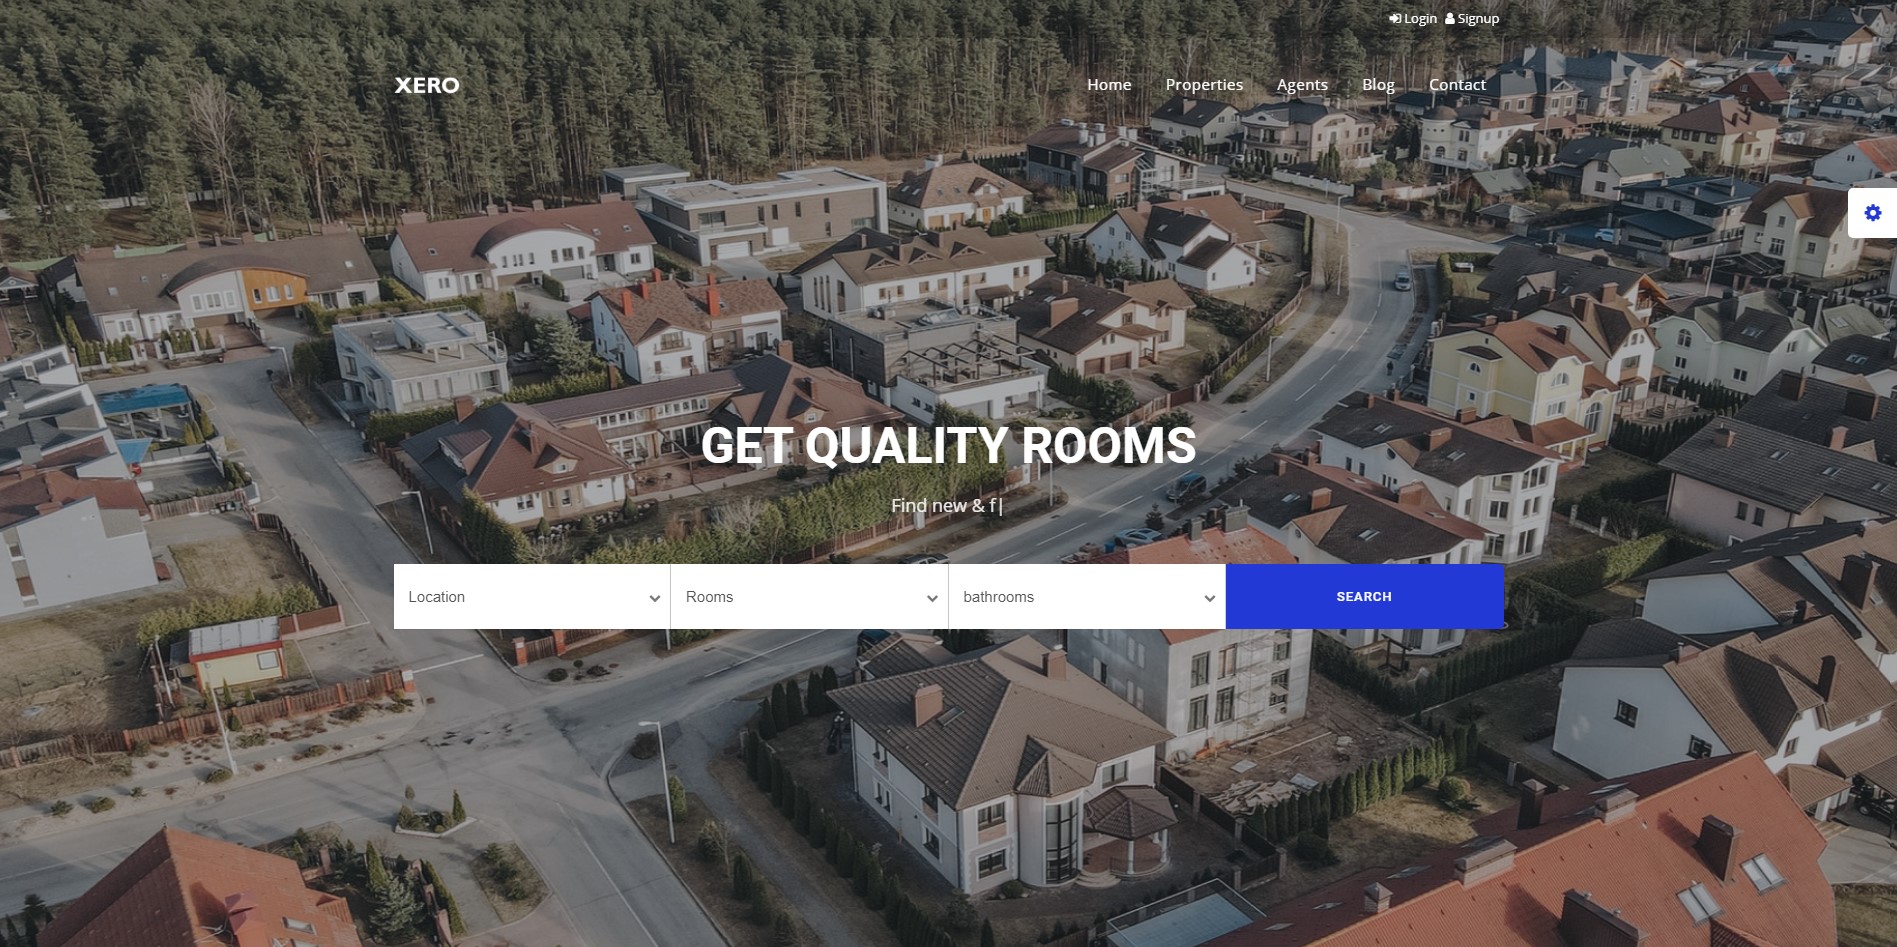 Login Signup
XERO
Home Properties Agents Blog Contact
GET QUALITY ROOMS
Find new & f|
Location Rooms bathrooms SEARCH